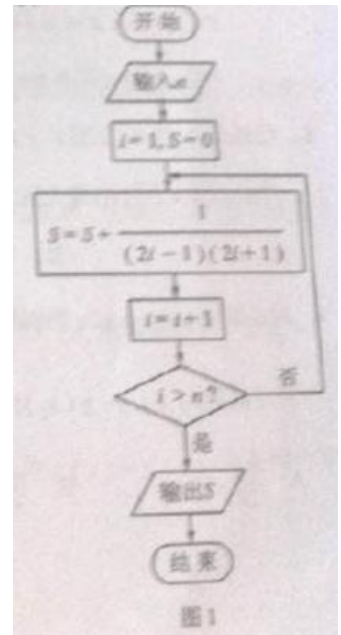 开始
输入n
i=1,S=0
S=S+\frac{1}{(2i-1)(2i+1)}
i=i+1
i>n?
否
是
输出S
结束
图1